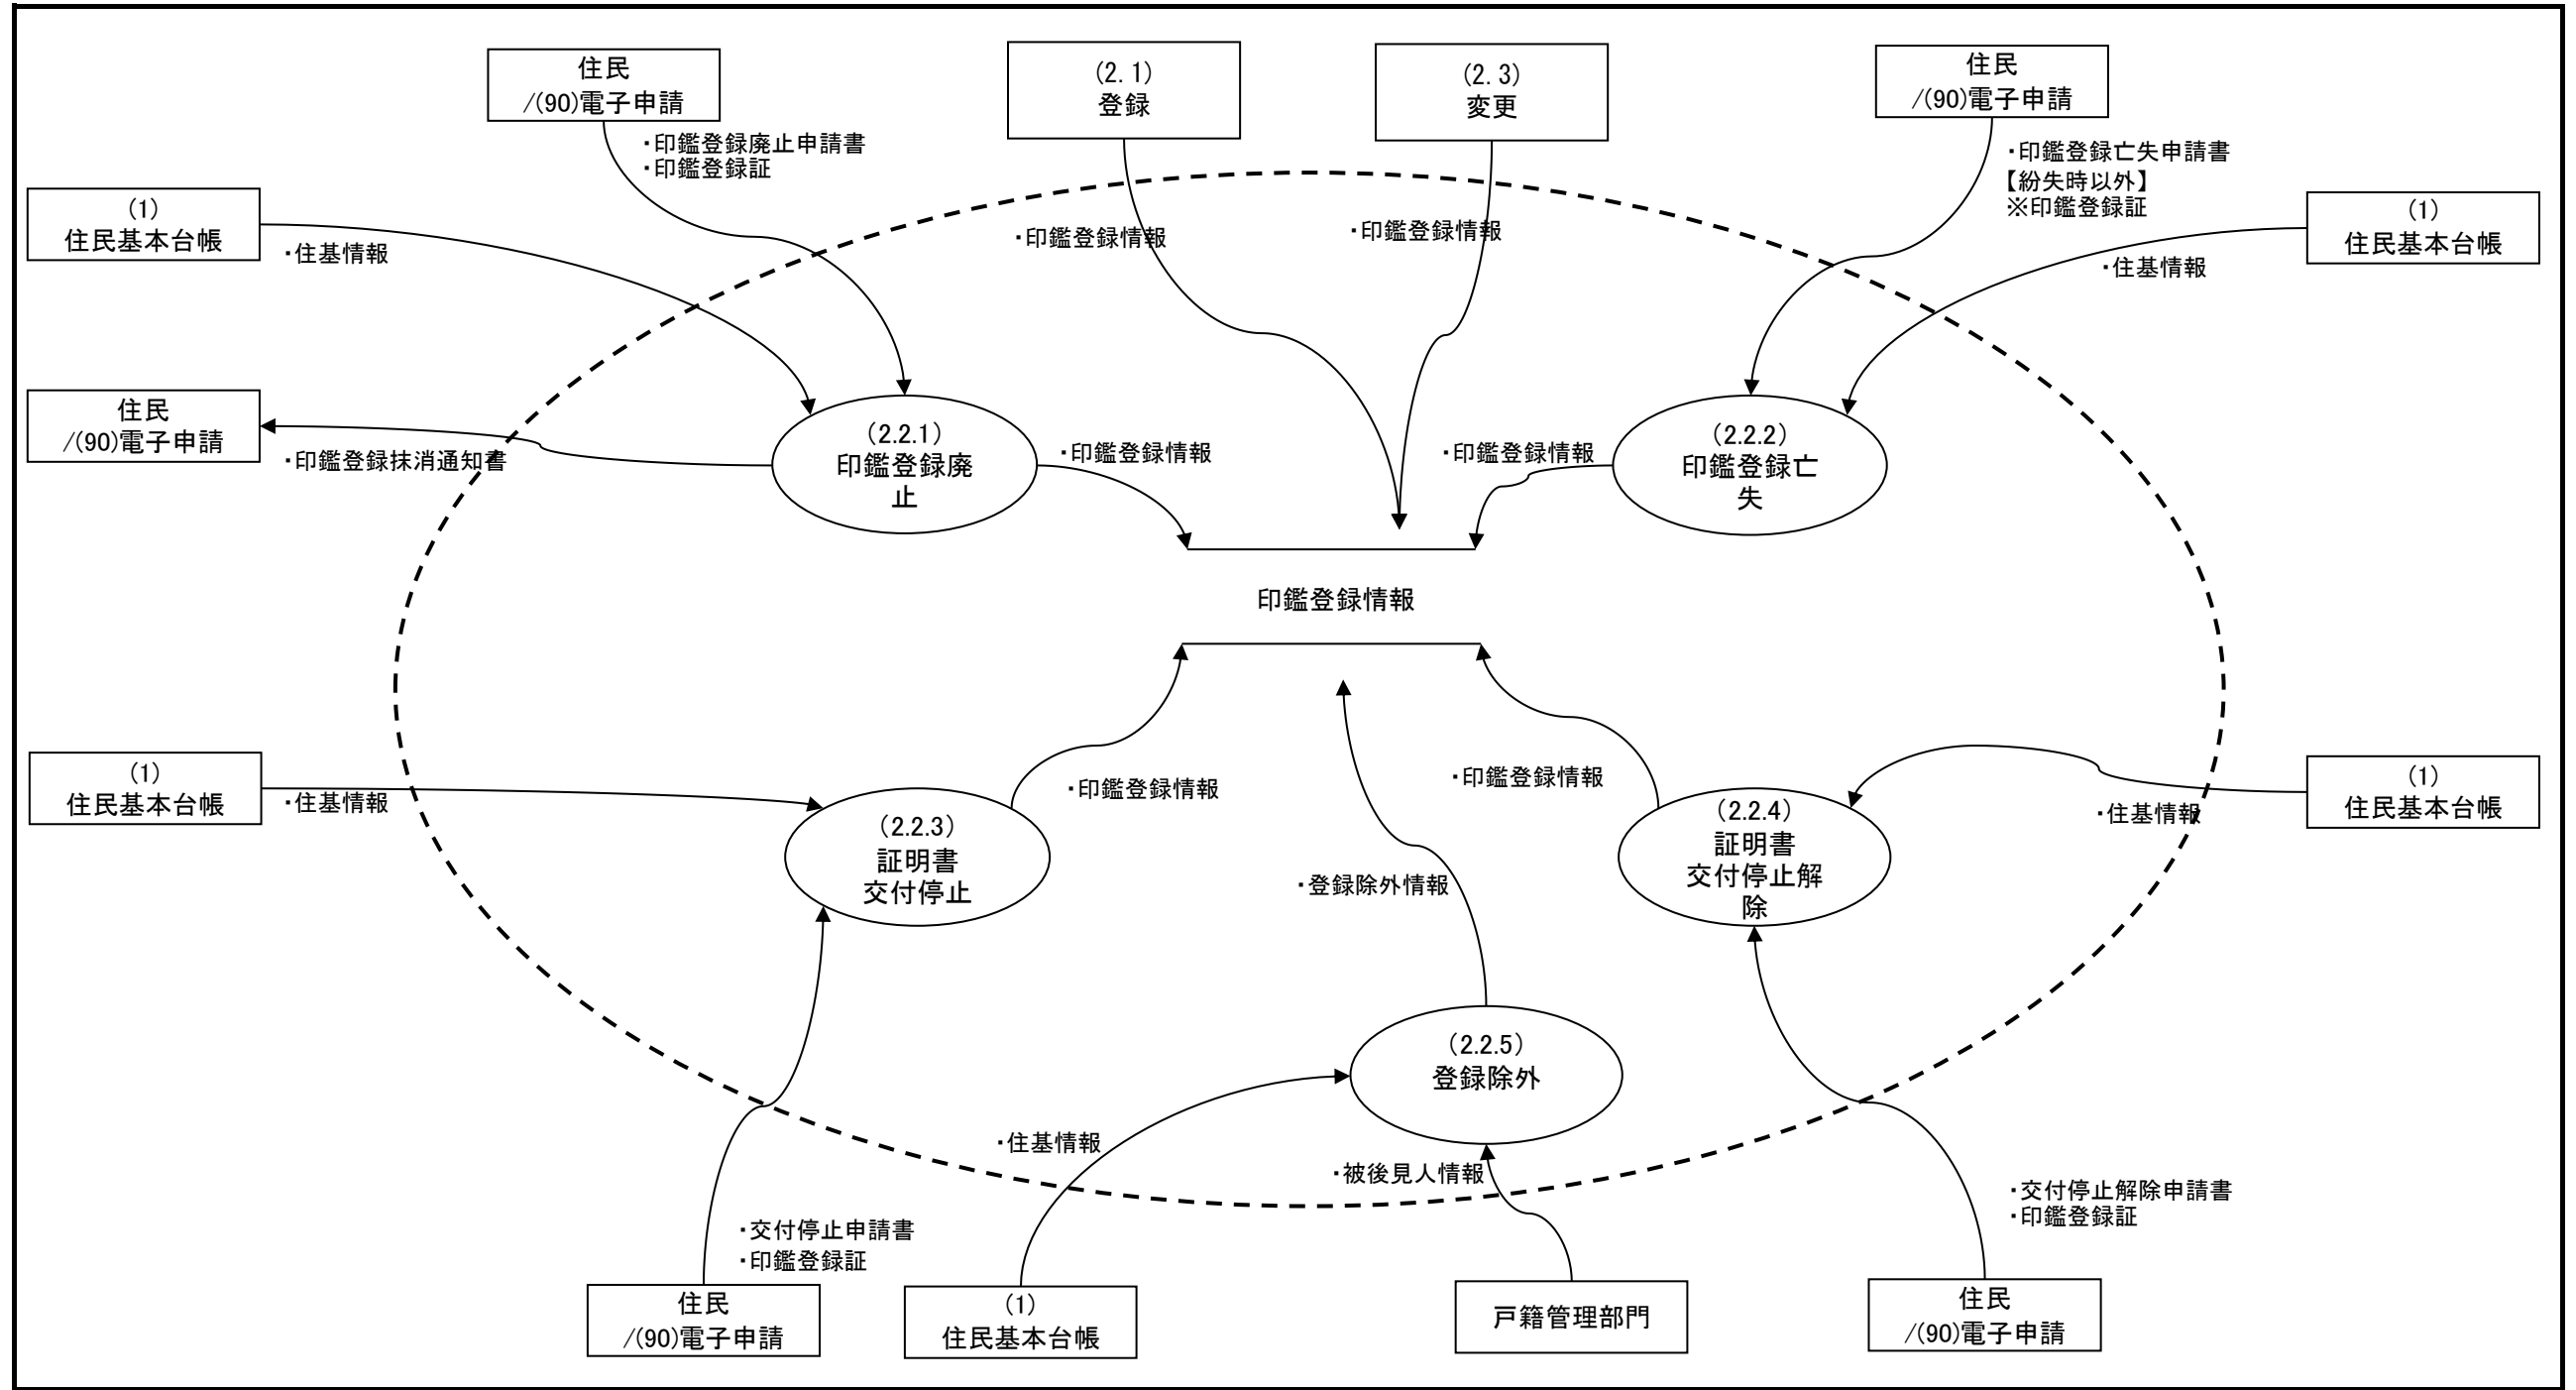 住民
/(90)電子申請
(2.1)
登録
(2.3)
変更
住民
/(90)電子申請
・印鑑登録廃止申請書
・印鑑登録証
・印鑑登録亡失申請書
【紛失時以外】
※印鑑登録証
(1)
住民基本台帳
(1)
住民基本台帳
・住基情報
・印鑑登録情報
・印鑑登録情報
・住基情報
住民
/(90)電子申請
・印鑑登録抹消通知書
(2.2.1)
印鑑登録廃
止
・印鑑登録情報
・印鑑登録情報
(2.2.2)
印鑑登録亡
失
印鑑登録情報
(1)
住民基本台帳
・住基情報
(2.2.3)
証明書
交付停止
・印鑑登録情報
・印鑑登録情報
(2.2.4)
証明書
交付停止解
除
・住基情報
(1)
住民基本台帳
・登録除外情報
(2.2.5)
登録除外
・住基情報
・被後見人情報
・交付停止申請書
・印鑑登録証
・交付停止解除申請書
・印鑑登録証
住民
/(90)電子申請
(1)
住民基本台帳
戸籍管理部門
住民
/(90)電子申請